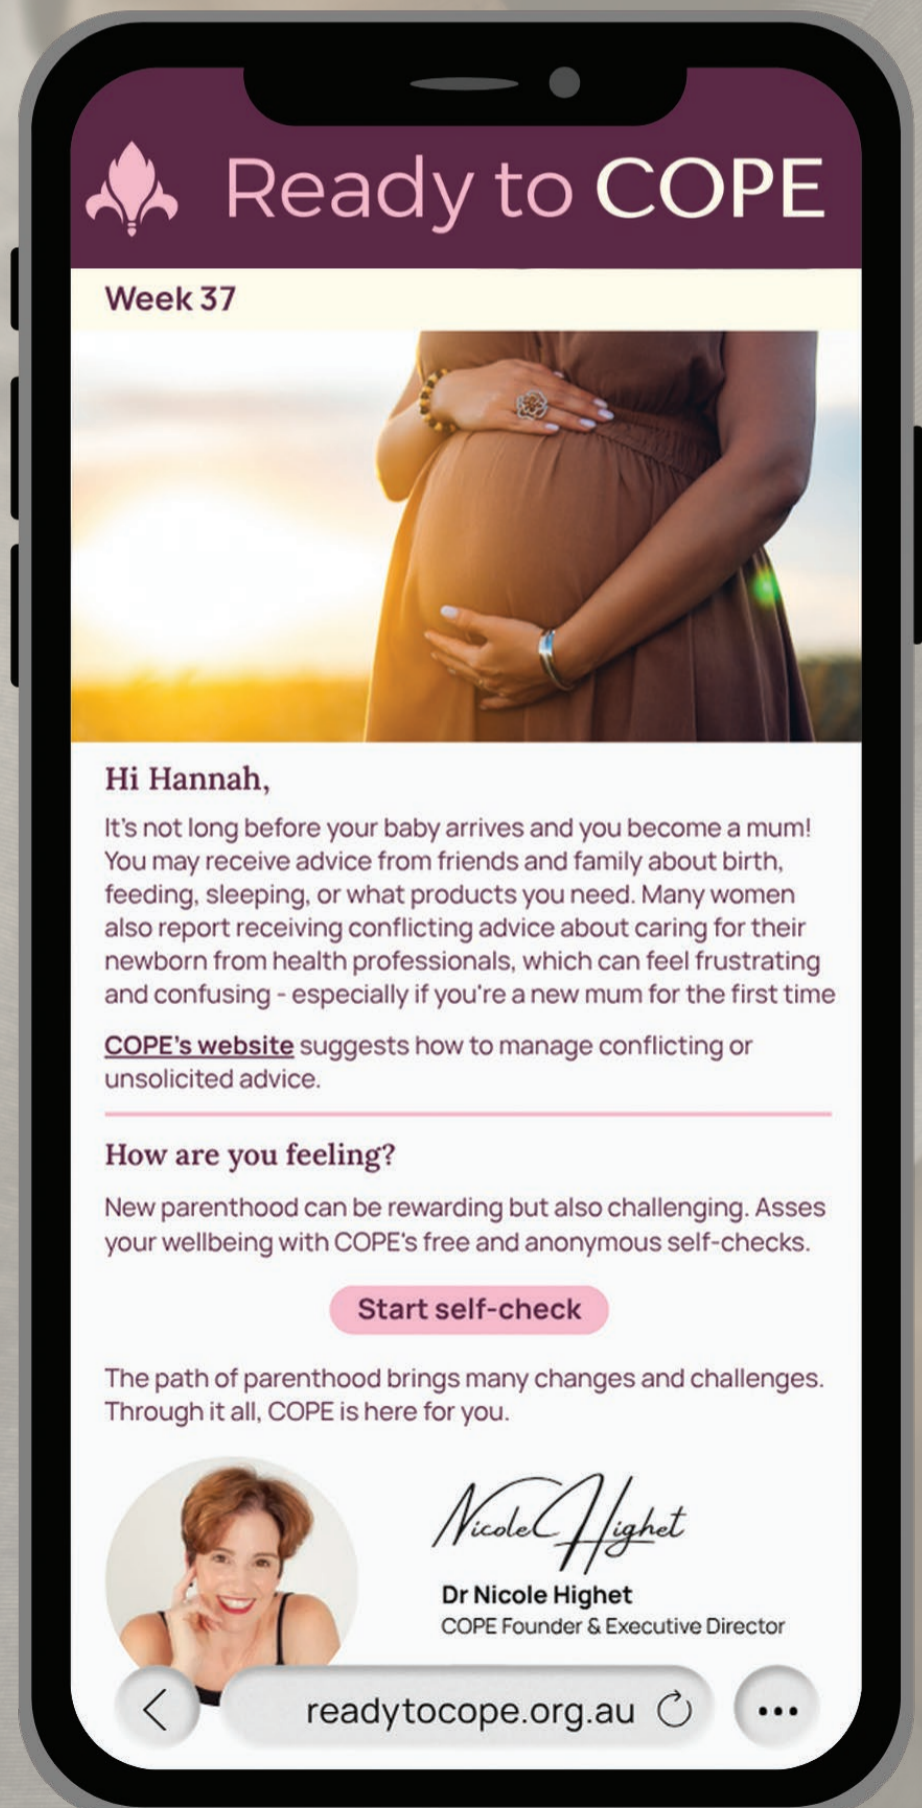 Ready to COPE
Week 37
Hi Hannah,
It's not long before your baby arrives and you become a mum!
You may receive advice from friends and family about birth,
feeding, sleeping, or what products you need. Many women
also report receiving conflicting advice about caring for their
newborn from health professionals, which can feel frustrating
and confusing - especially if you're a new mum for the first time
COPE's website suggests how to manage conflicting or
unsolicited advice.
How are you feeling?
New parenthood can be rewarding but also challenging. Asses
your wellbeing with COPE's free and anonymous self-checks.
Start self-check
The path of parenthood brings many changes and challenges.
Through it all, COPE is here for you.
Nicole Highet
Dr Nicole Highet
COPE Founder & Executive Director
readytocope.org.au